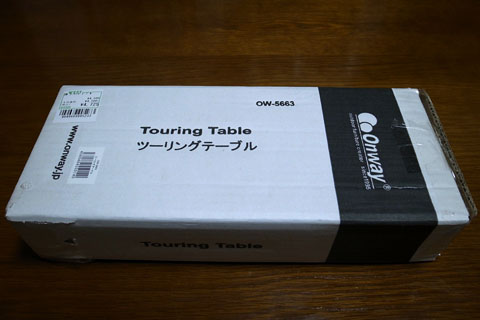 OW-5663
Touring Table
ツーリングテーブル
www.onway.jp
Onway
Touring Table